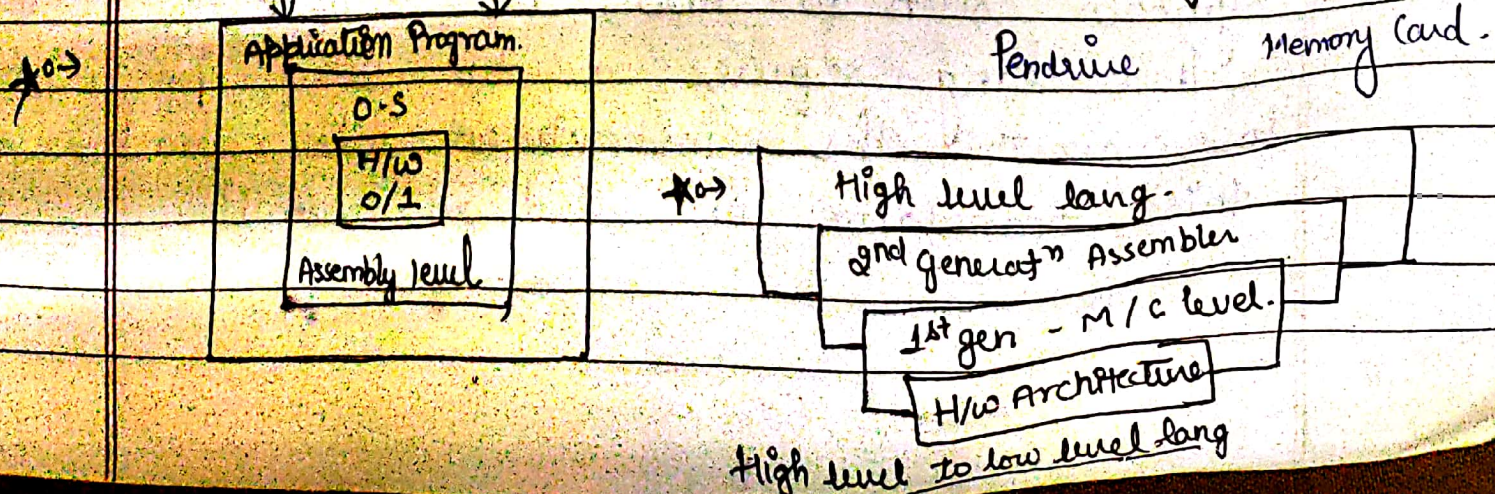 Application Program.
O.S
H/W
0/1
Assembly level
Pendrive Memory Card.
High level lang.
2nd Generatn Assembler
1st gen - M/C level.
H/W Architecture
High level to low level lang